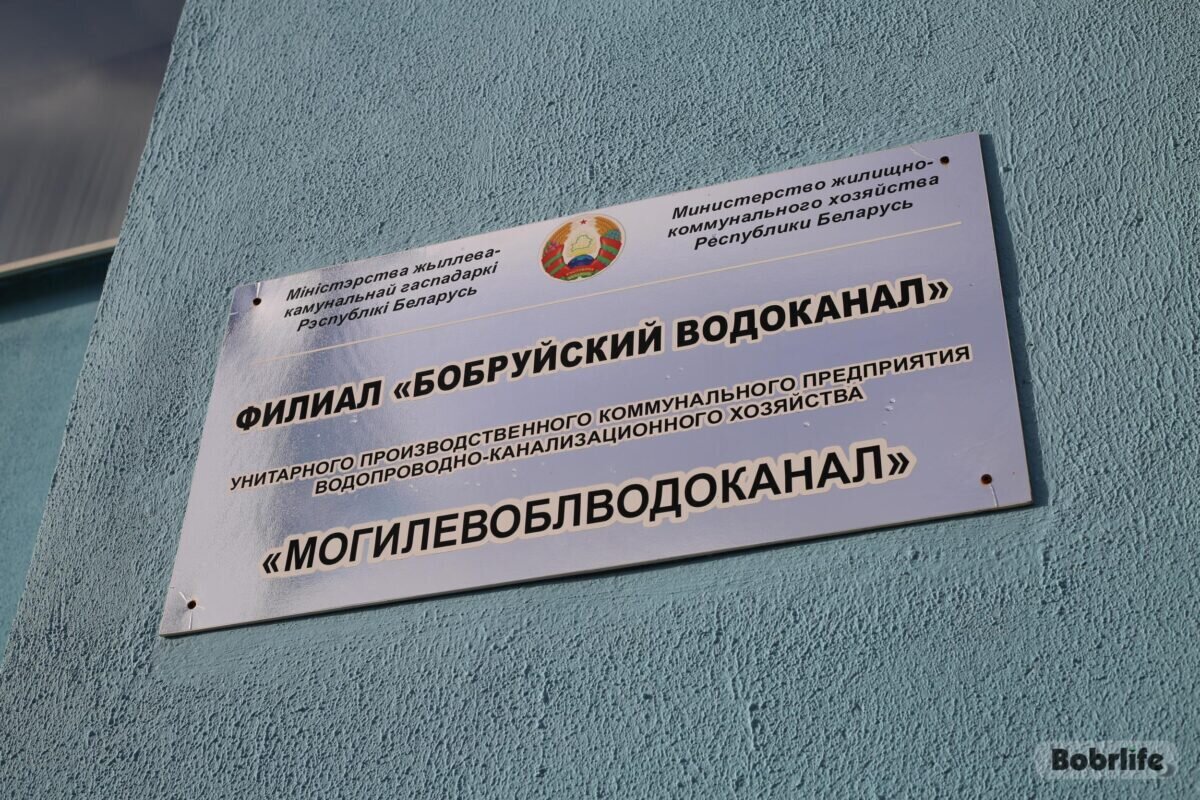 Міністэрства жыллева-
камунальнай гаспадаркі
Рэспублікі Беларусь
Министерство жилищно-
коммунального хозяйства
Республики Беларусь
ФИЛИАЛ «БОБРУЙСКИЙ ВОДОКАНАЛ»
УНИТАРНОГО ПРОИЗВОДСТВЕННОГО КОММУНАЛЬНОГО ПРЕДПРИЯТИЯ
ВОДОПРОВОДНО-КАНАЛИЗАЦИОННОГО ХОЗЯЙСТВА
«МОГИЛЕВОБЛВОДОКАНАЛ»
Bobrlife